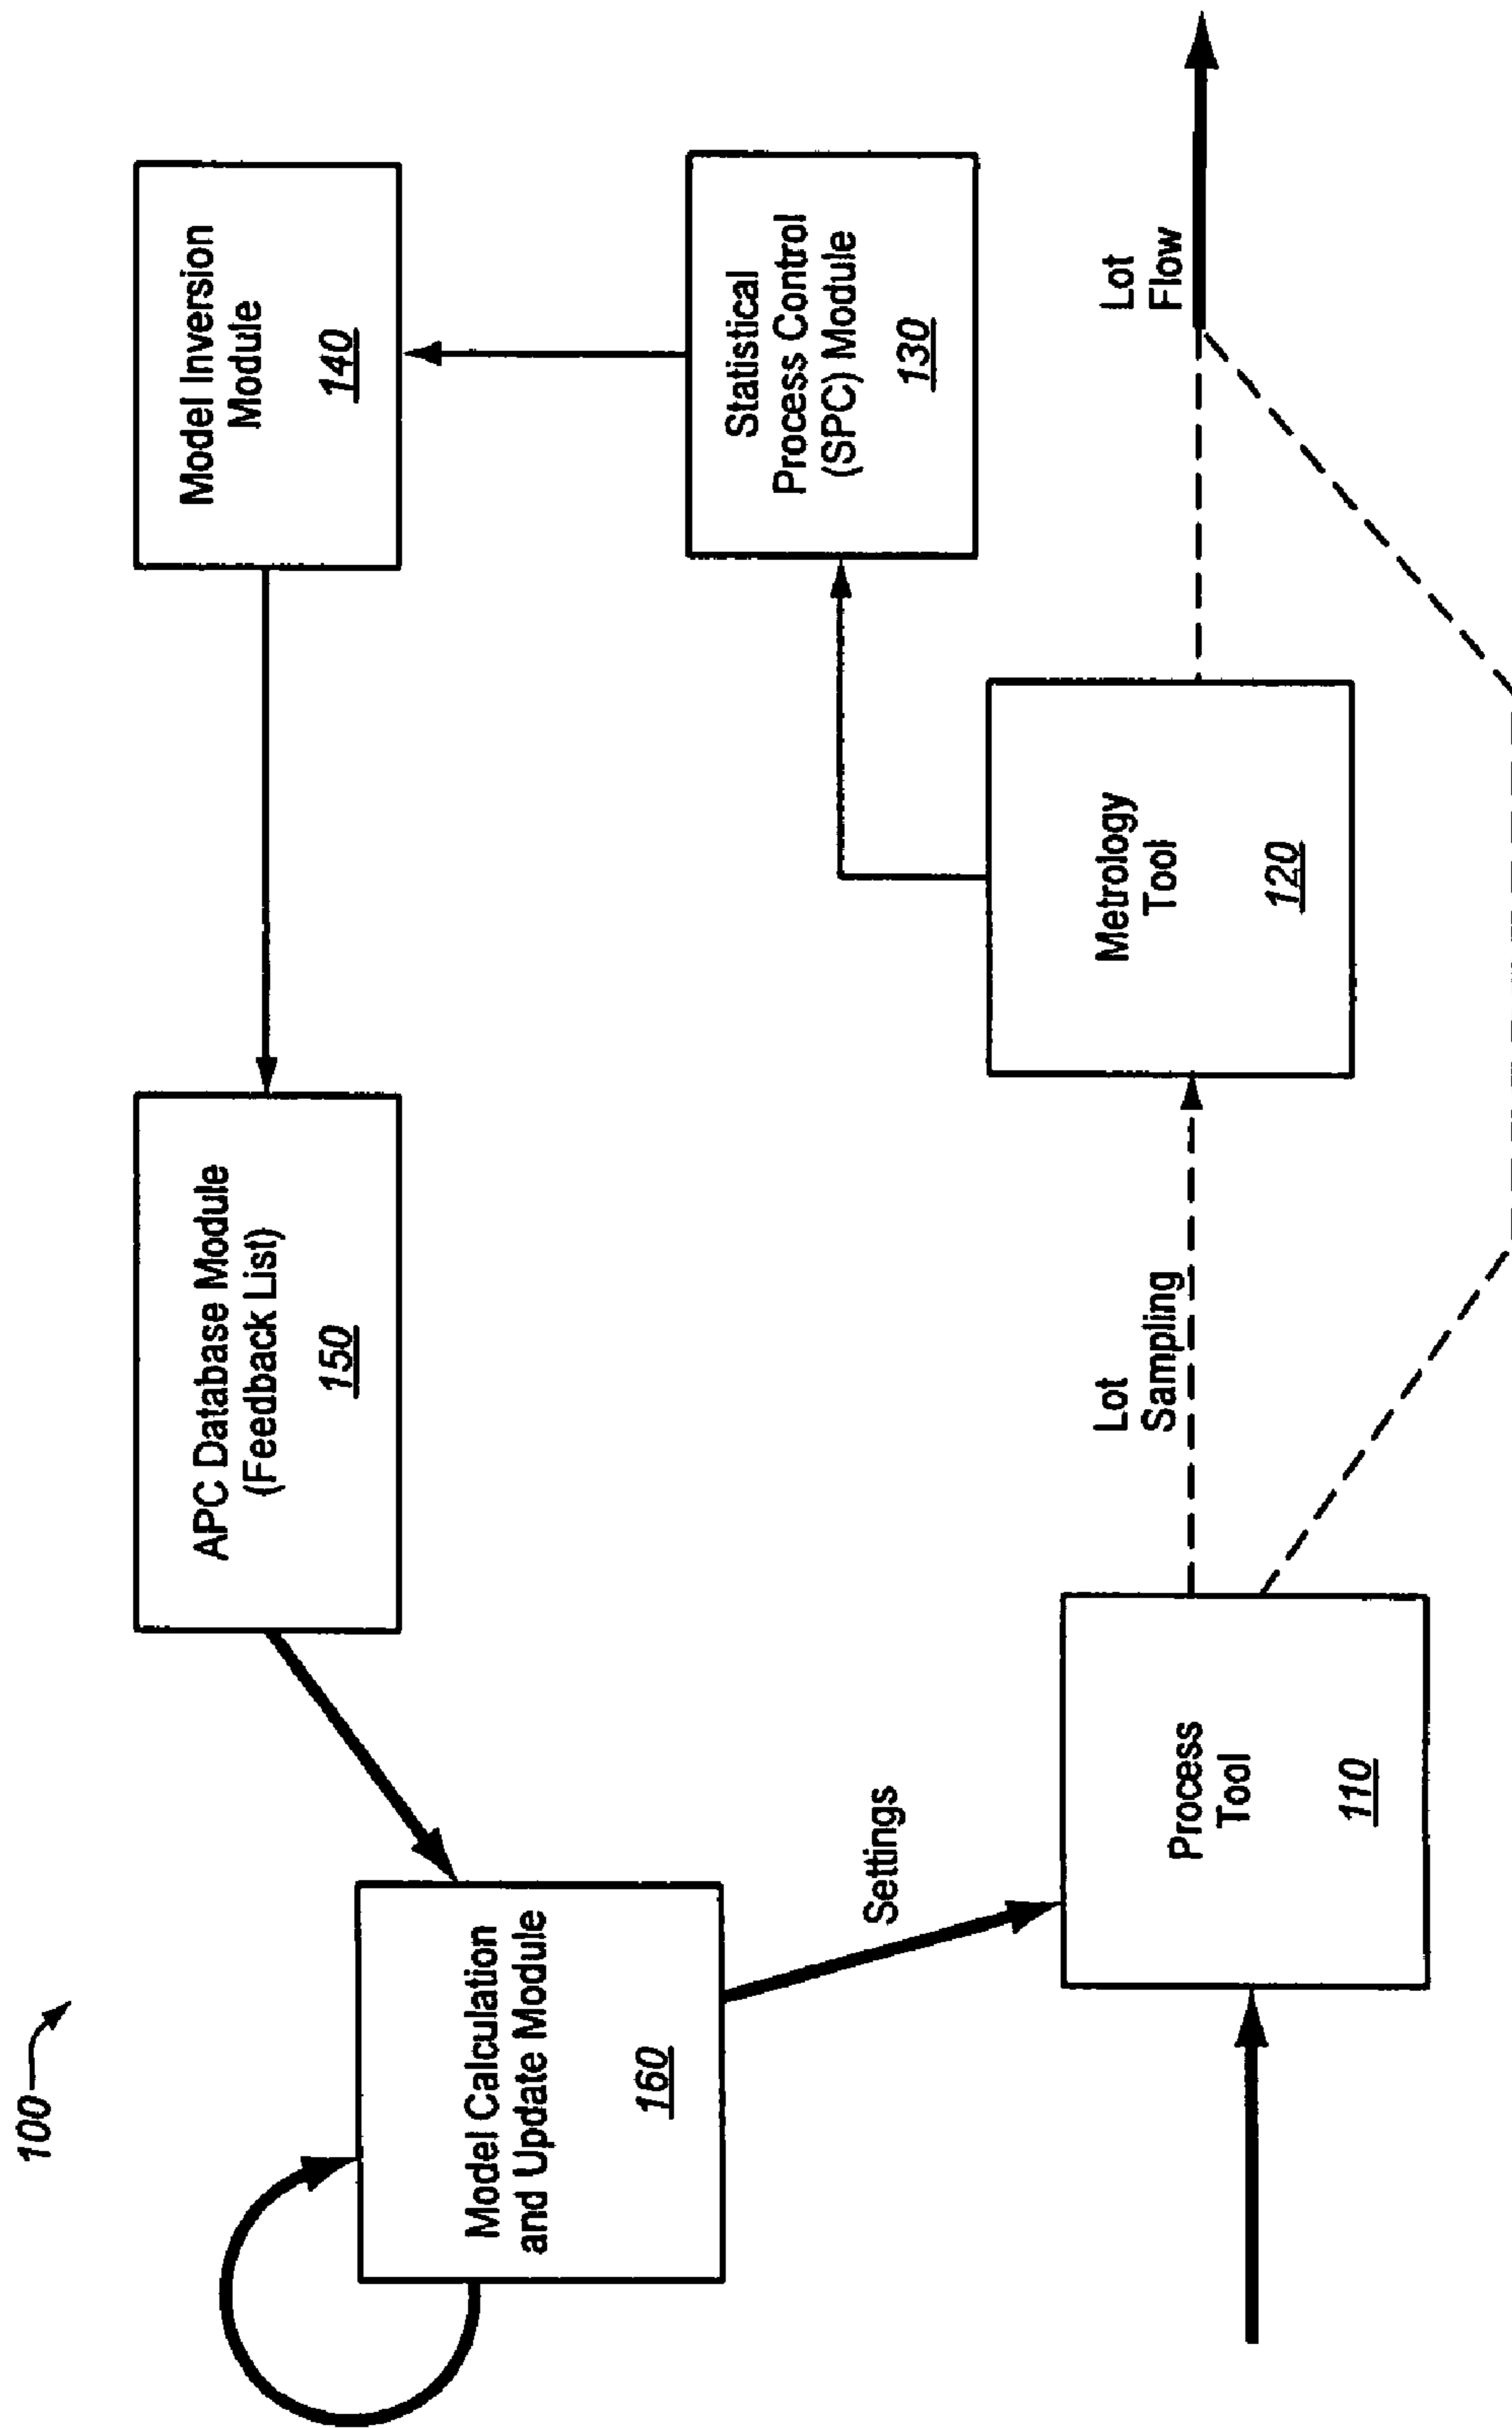 100
Model Calculation
and Update Module
160
APC Database Module
(Feedback List)
150
Model Inversion
Module
140
Settings
Statistical
Process Control
(SPC) Module
130
Process
Tool
110
Lot
Sampling
Metrology
Tool
120
Lot
Flow